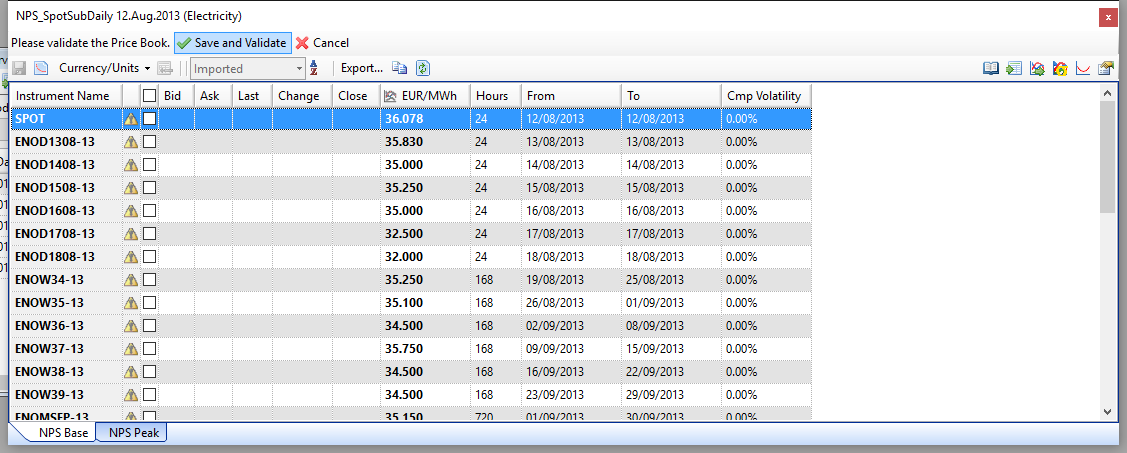 NPS_SpotSubDaily 12.Aug.2013 (Electricity)
Please validate the Price Book. Save and Validate Cancel
Currency/Units Imported Export...
Instrument Name Bid Ask Last Change Close EUR/MWh Hours From To Cmp Volatility
SPOT 36.078 24 12/08/2013 12/08/2013 0.00%
ENOD1308-13 35.830 24 13/08/2013 13/08/2013 0.00%
ENOD1408-13 35.000 24 14/08/2013 14/08/2013 0.00%
ENOD1508-13 35.250 24 15/08/2013 15/08/2013 0.00%
ENOD1608-13 35.000 24 16/08/2013 16/08/2013 0.00%
ENOD1708-13 32.500 24 17/08/2013 17/08/2013 0.00%
ENOD1808-13 32.000 24 18/08/2013 18/08/2013 0.00%
ENOW34-13 35.250 168 19/08/2013 25/08/2013 0.00%
ENOW35-13 35.100 168 26/08/2013 01/09/2013 0.00%
ENOW36-13 34.500 168 02/09/2013 08/09/2013 0.00%
ENOW37-13 35.750 168 09/09/2013 15/09/2013 0.00%
ENOW38-13 34.500 168 16/09/2013 22/09/2013 0.00%
ENOW39-13 34.500 168 23/09/2013 29/09/2013 0.00%
ENOMSEP-13 35.150 720 01/09/2013 30/09/2013 0.00%
NPS Base NPS Peak